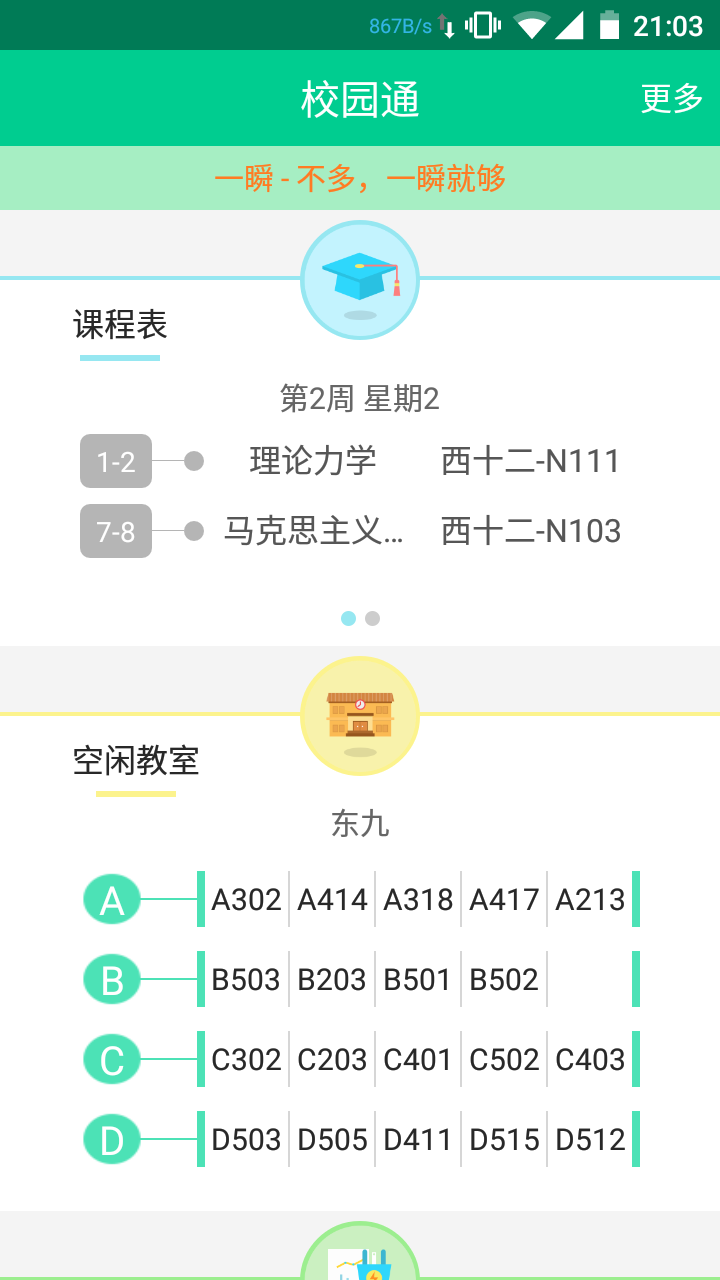 867B/s 21:03
校园通 更多
一瞬 - 不多，一瞬就够
课程表
第2周 星期2
1-2 理论力学 西十二-N111
7-8 马克思主义... 西十二-N103
空闲教室
东九
A A302 A414 A318 A417 A213
B B503 B203 B501 B502
C C302 C203 C401 C502 C403
D D503 D505 D411 D515 D512